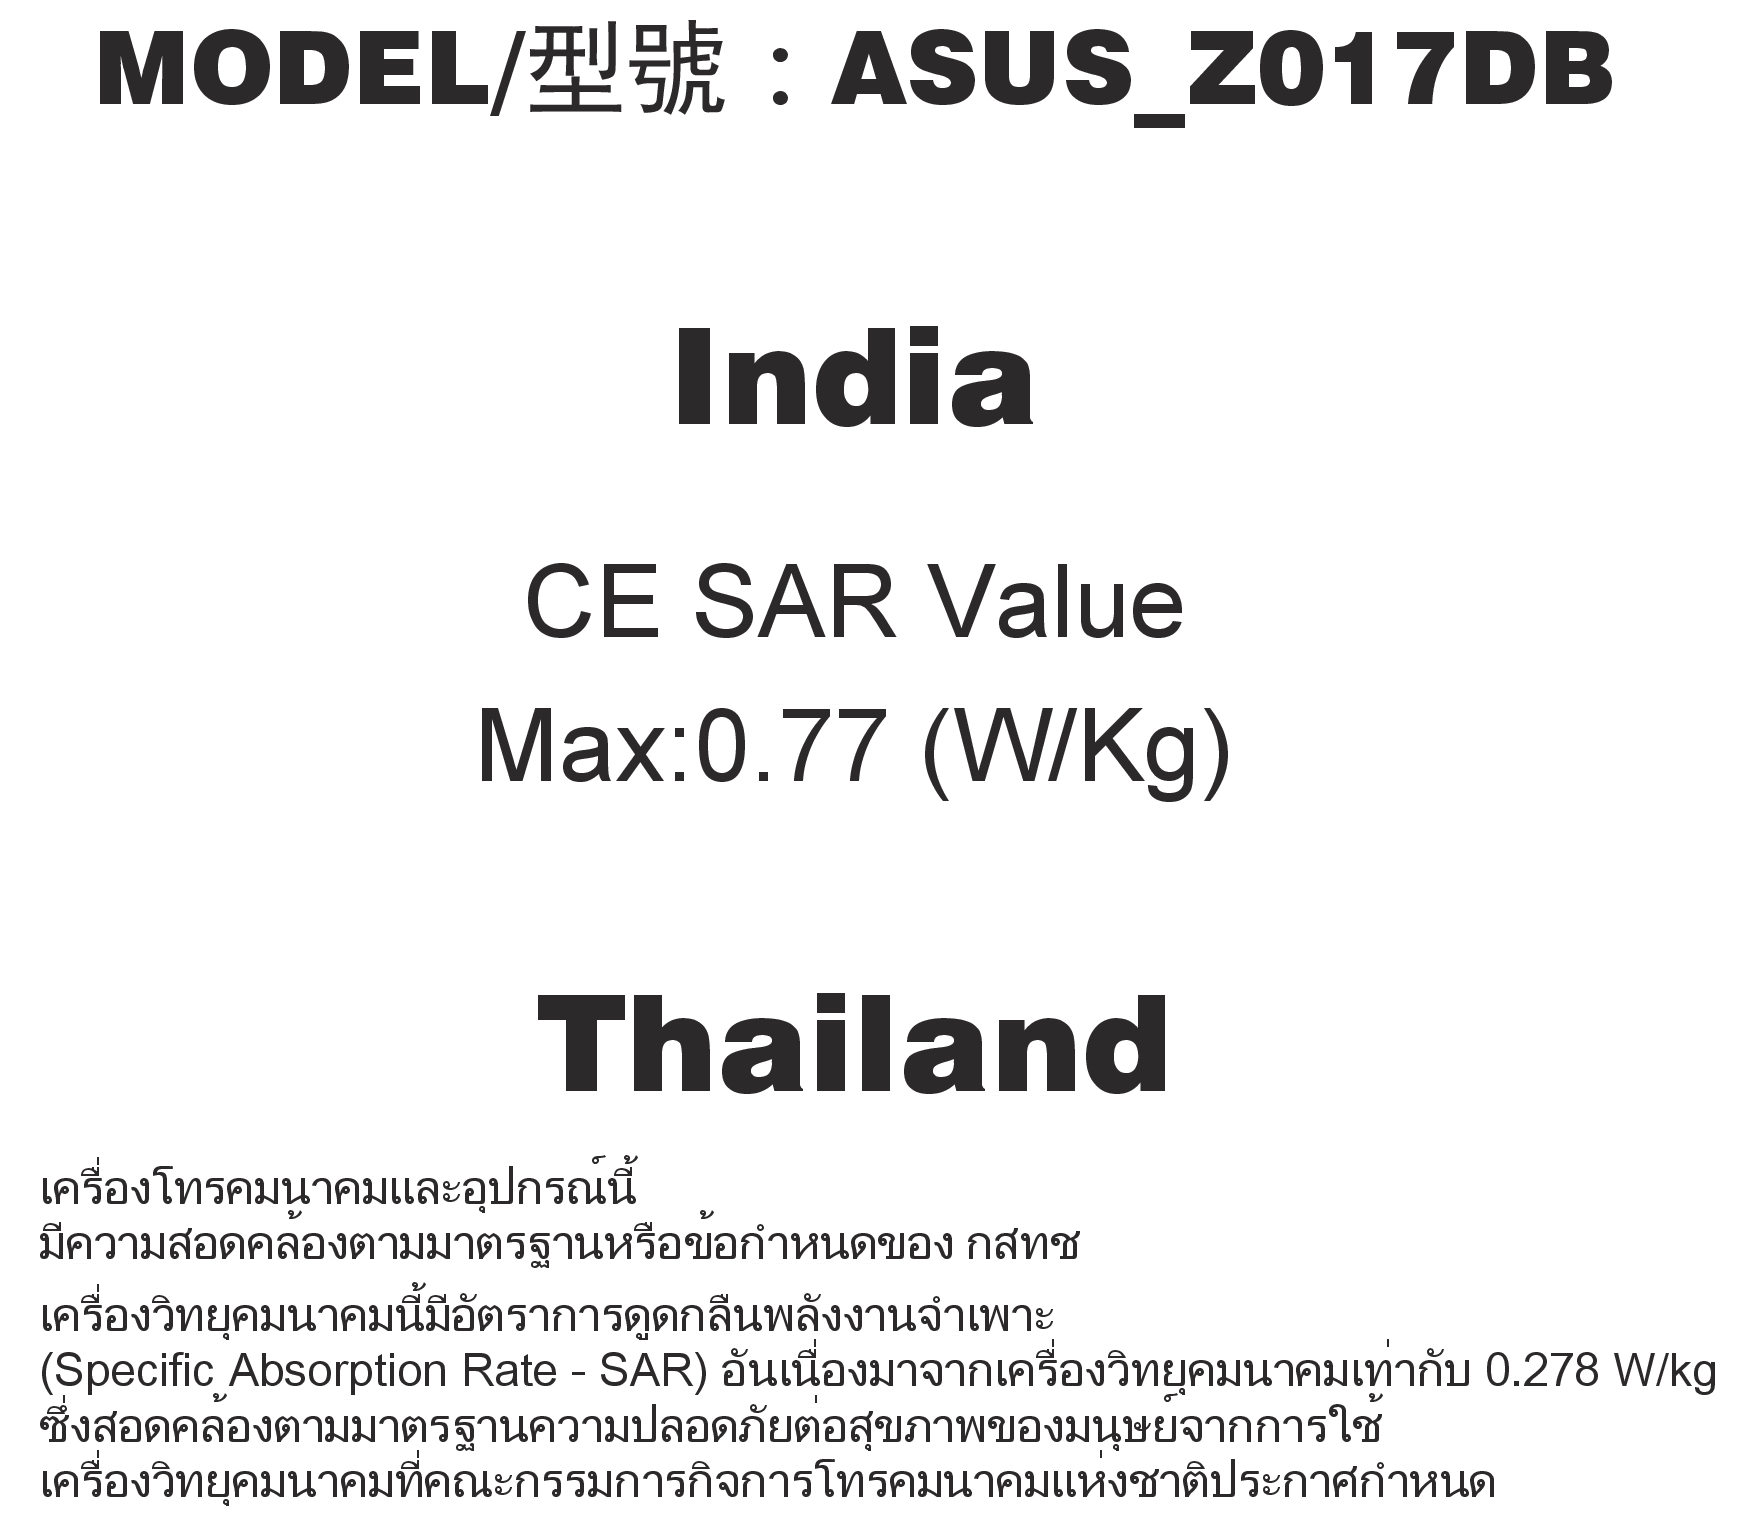 MODEL/型號：ASUS_Z017DB
India
CE SAR Value
Max:0.77 (W/Kg)
Thailand
เครื่องโทรคมนาคมและอุปกรณ์นี้
มีความสอดคล้องตามมาตรฐานหรือข้อกำหนดของ กสทช
เครื่องวิทยุคมนาคมนี้มีอัตราการดูดกลืนพลังงานจำเพาะ
(Specific Absorption Rate - SAR) อันเนื่องมาจากเครื่องวิทยุคมนาคมเท่ากับ 0.278 W/kg
ซึ่งสอดคล้องตามมาตรฐานความปลอดภัยต่อสุขภาพของมนุษย์จากการใช้
เครื่องวิทยุคมนาคมที่คณะกรรมการกิจการโทรคมนาคมแห่งชาติประกาศกำหนด